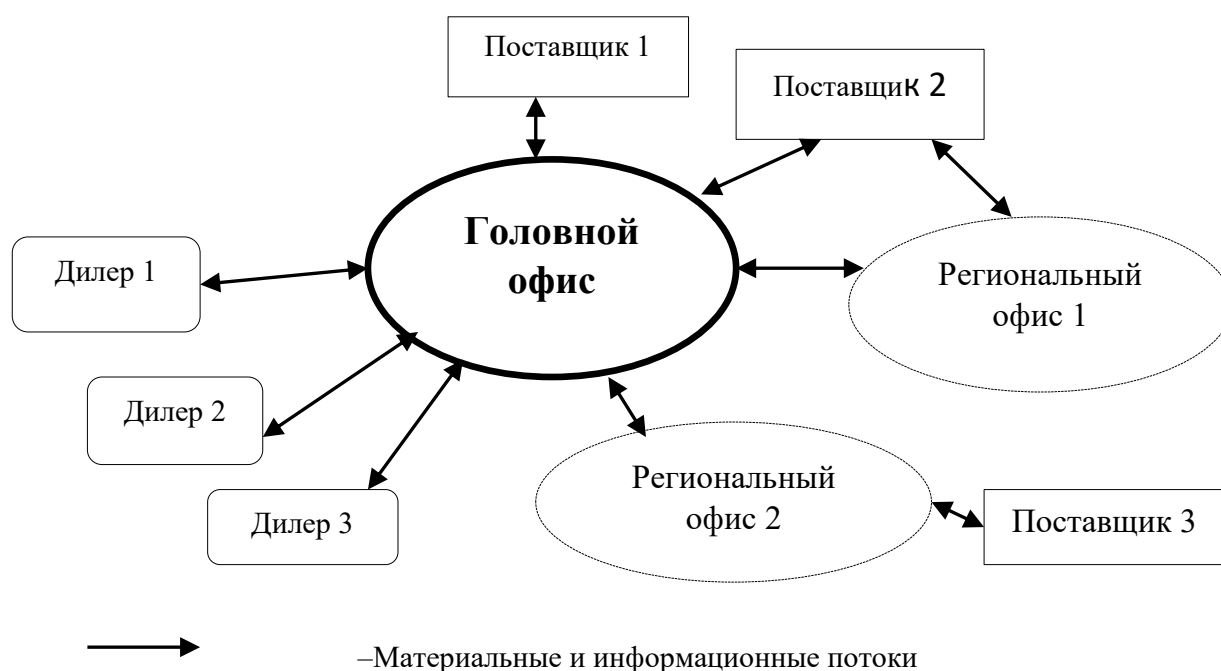 Поставщик 1
Поставщик 2
Головной
офис
Дилер 1
Региональный
офис 1
Дилер 2
Региональный
офис 2
Дилер 3
Поставщик 3
–Материальные и информационные потоки